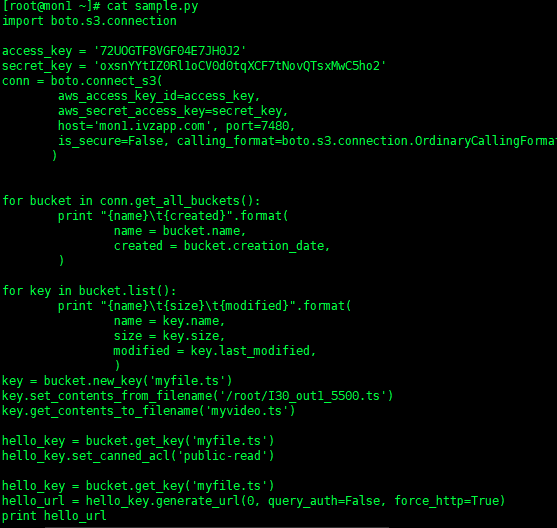 [root@mon1 ~]# cat sample.py
import boto.s3.connection
access_key = '72UOGTF8VGF04E7JH0J2'
secret_key = 'oxsnYYtIZ0Rl1oCV0d0tqXCF7tNovQTsxMwC5ho2'
conn = boto.connect_s3(
aws_access_key_id=access_key,
aws_secret_access_key=secret_key,
host='mon1.ivzapp.com', port=7480,
is_secure=False, calling_format=boto.s3.connection.OrdinaryCallingFormat
)
for bucket in conn.get_all_buckets():
print "{name}\t{created}".format(
name = bucket.name,
created = bucket.creation_date,
)
for key in bucket.list():
print "{name}\t{size}\t{modified}".format(
name = key.name,
size = key.size,
modified = key.last_modified,
)
key = bucket.new_key('myfile.ts')
key.set_contents_from_filename('/root/I30_out1_5500.ts')
key.get_contents_to_filename('myvideo.ts')
hello_key = bucket.get_key('myfile.ts')
hello_key.set_canned_acl('public-read')
hello_key = bucket.get_key('myfile.ts')
hello_url = hello_key.generate_url(0, query_auth=False, force_http=True)
print hello_url